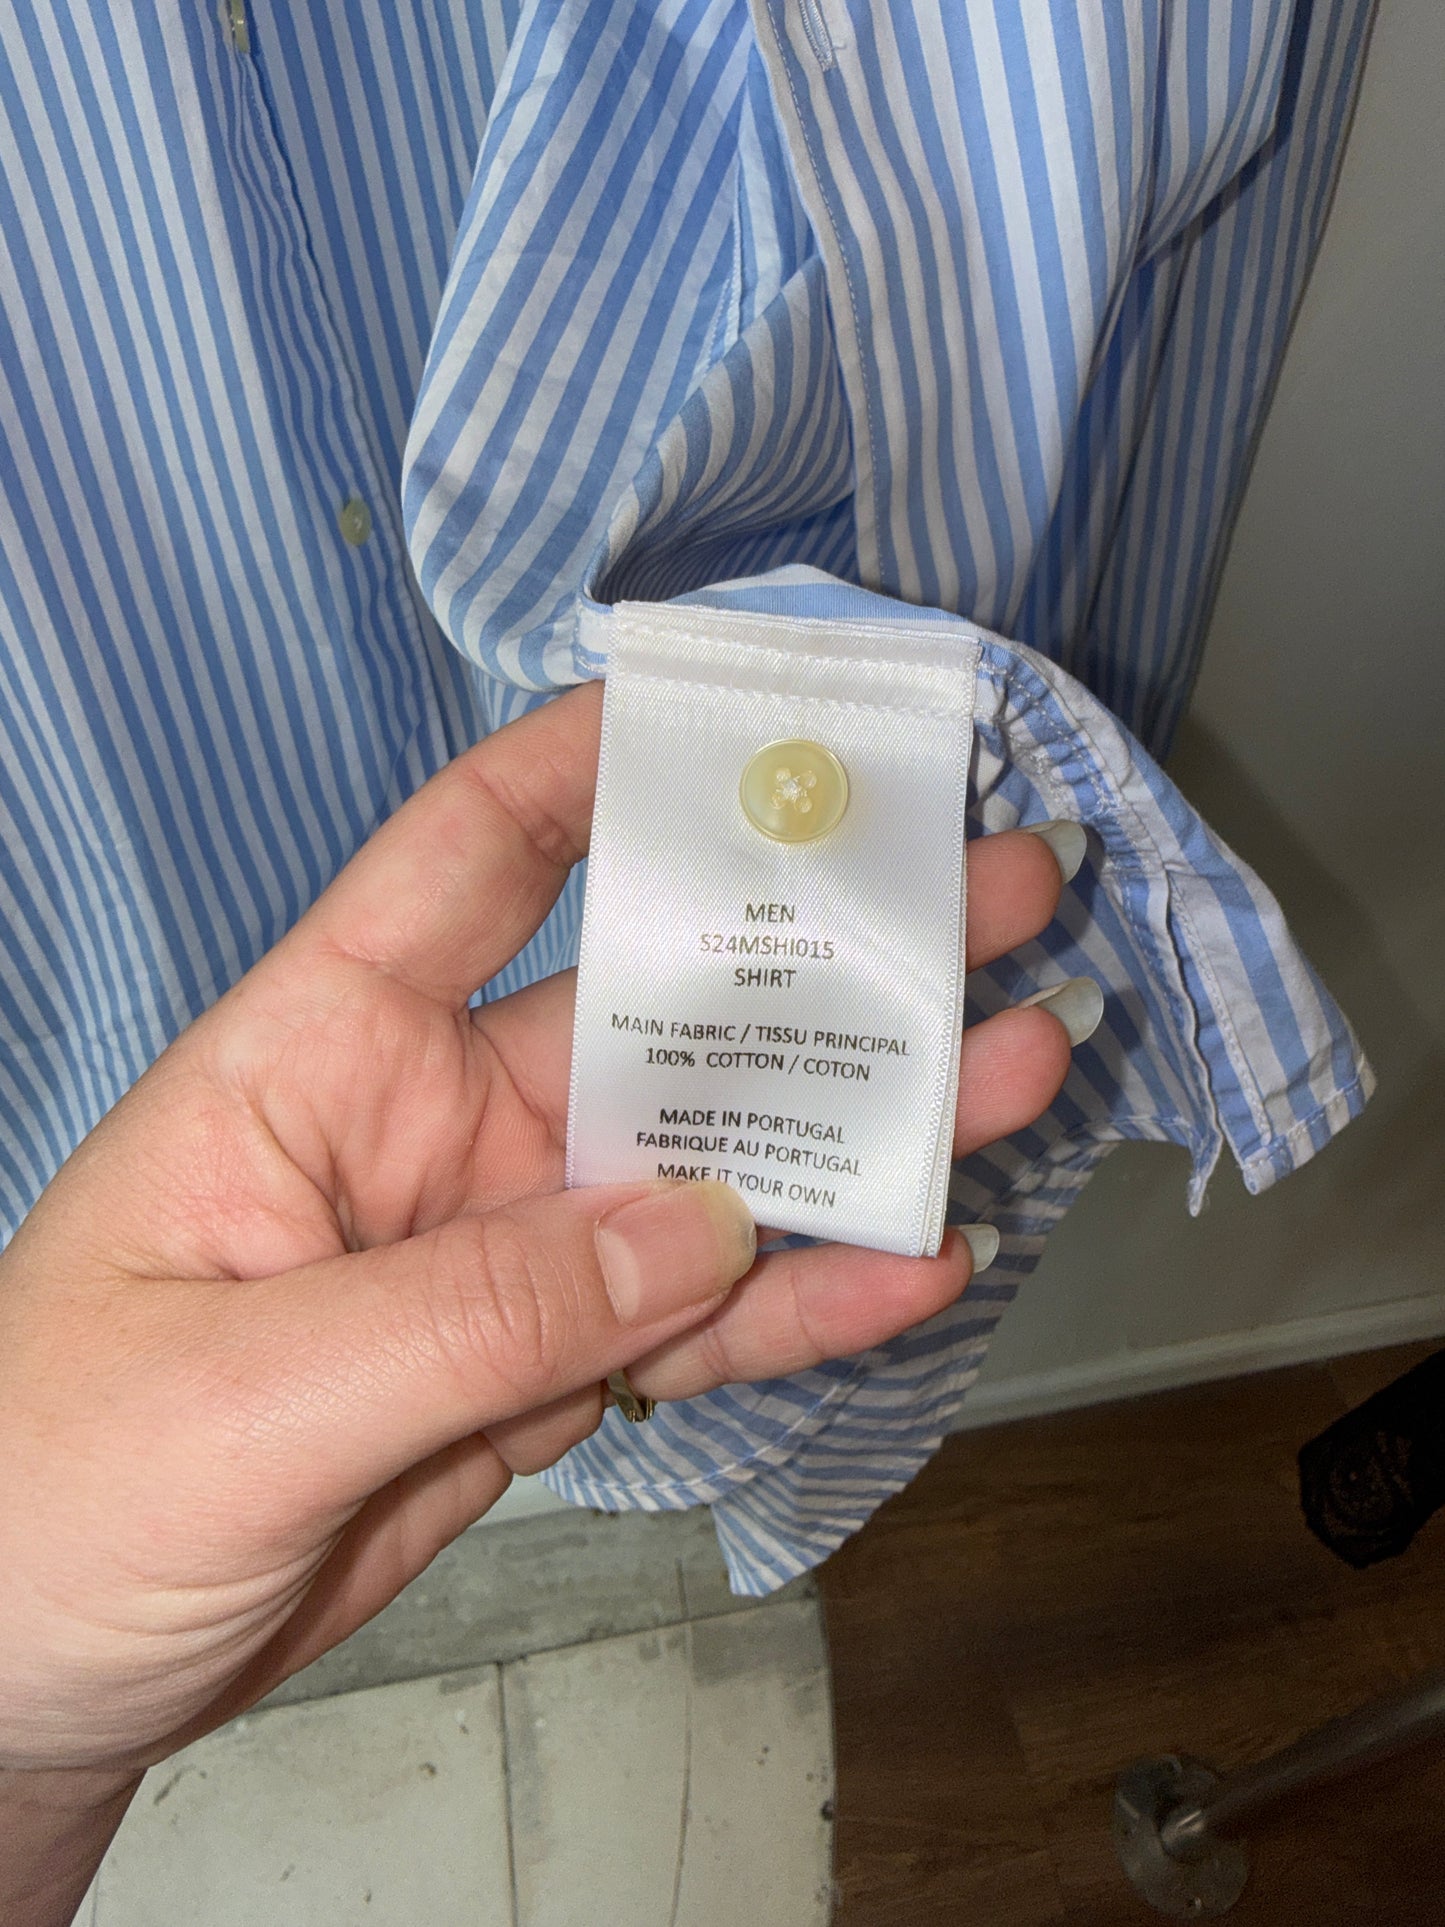 MEN
S24MSHI015
SHIRT
MAIN FABRIC / TISSU PRINCIPAL
100% COTTON / COTON
MADE IN PORTUGAL
FABRIQUE AU PORTUGAL
MAKE IT YOUR OWN